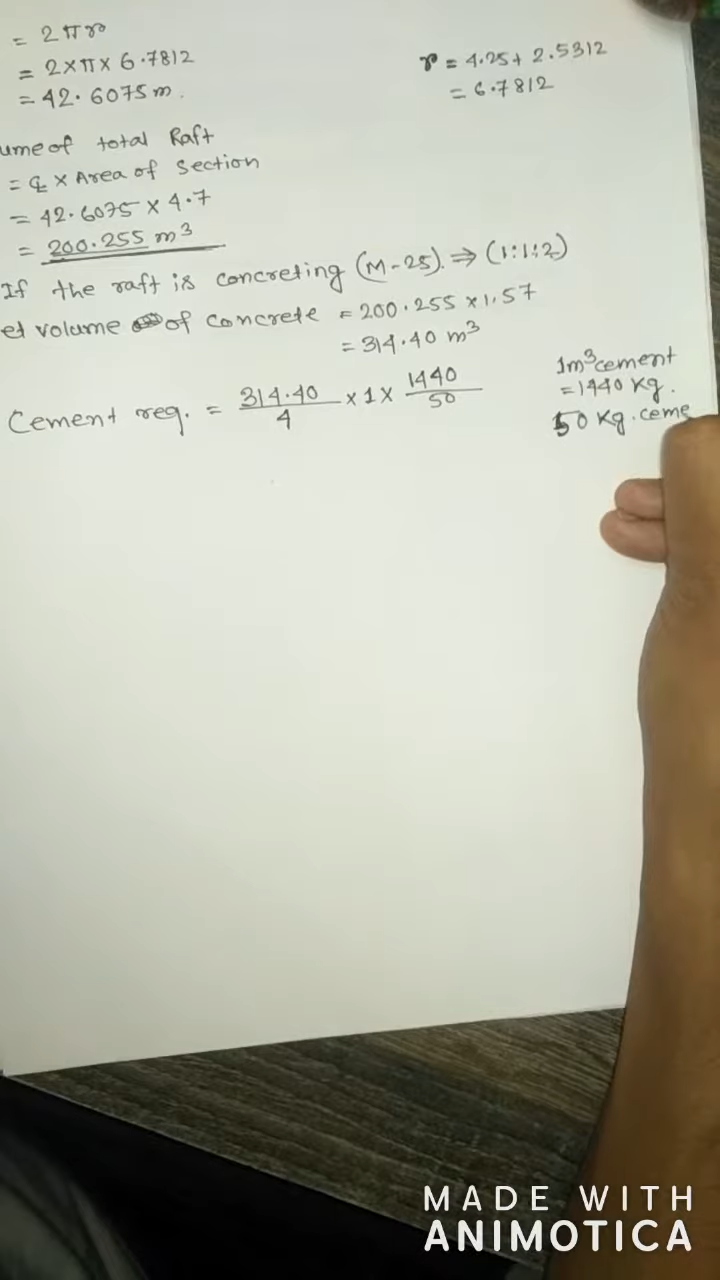 = 2πr
= 2×π× 6.7812
= 42.6075 m.
r = 4.25 + 2.5312
= 6.7812
ume of total Raft
= ℄ × Area of Section
= 42.6075 × 4.7
= 200.255 m³
If the raft is concreting (M-25). ⇒ (1:1:2)
et volume of concrete = 200.255 × 1.57
= 314.40 m³
Cement req. = 314.40/4 × 1 × 1440/50
1m³ cement
= 1440 Kg.
50 Kg. ceme
MADE WITH
ANIMOTICA